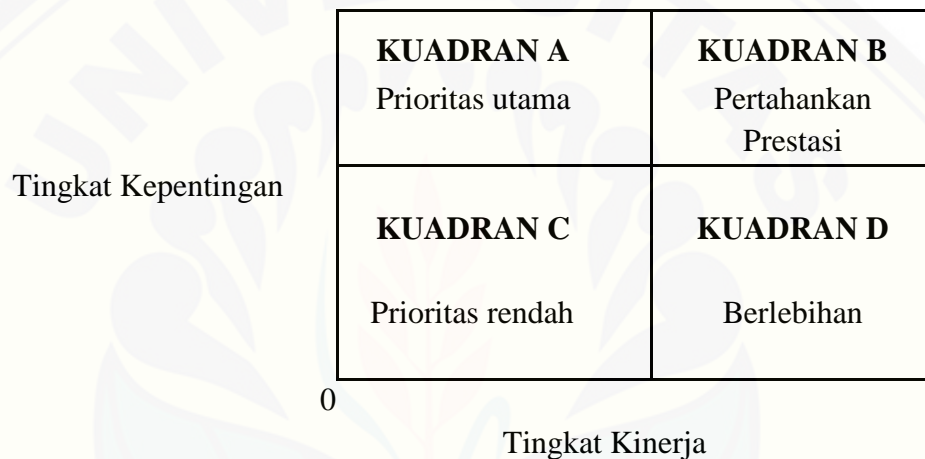 KUADRAN A
Prioritas utama
KUADRAN B
Pertahankan
Prestasi
Tingkat Kepentingan
KUADRAN C
Prioritas rendah
KUADRAN D
Berlebihan
0
Tingkat Kinerja